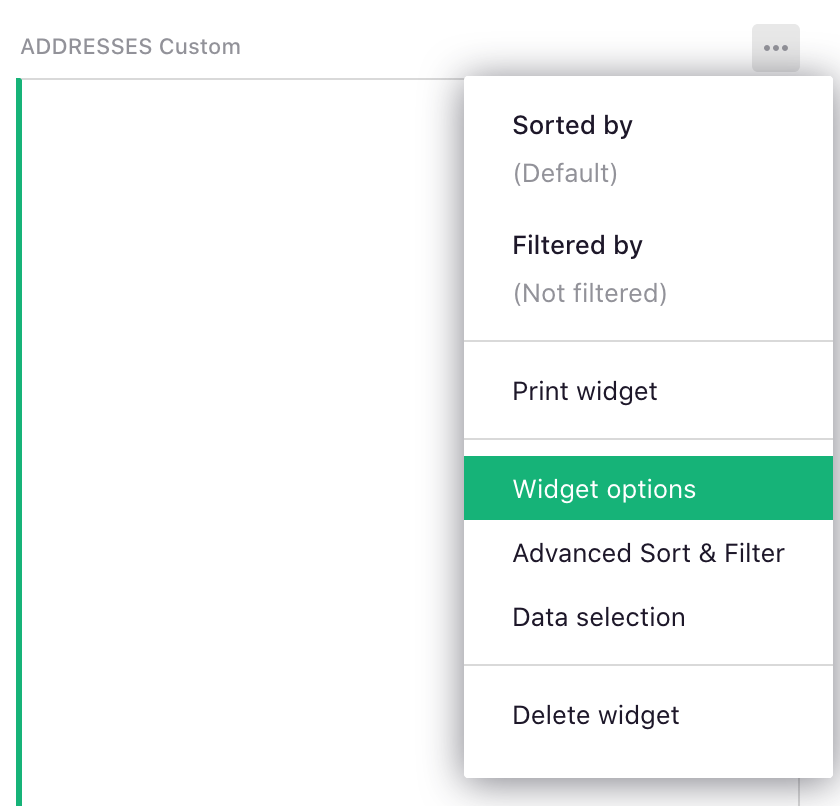 ADDRESSES Custom
Sorted by
(Default)
Filtered by
(Not filtered)
Print widget
Widget options
Advanced Sort & Filter
Data selection
Delete widget